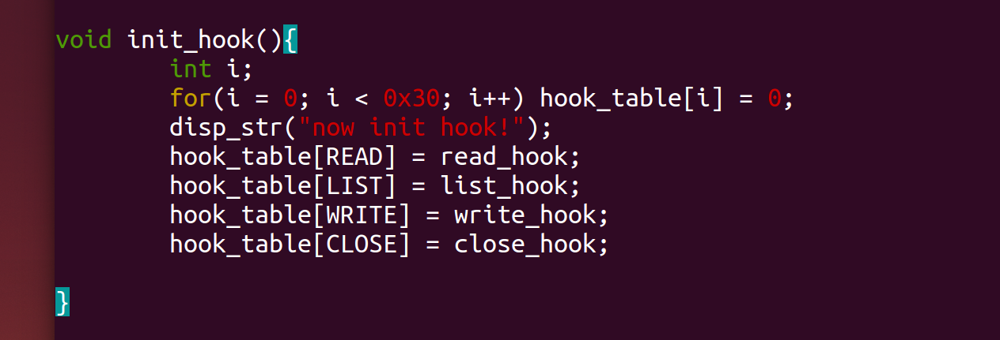 void init_hook(){
int i;
for(i = 0; i < 0x30; i++) hook_table[i] = 0;
disp_str("now init hook!");
hook_table[READ] = read_hook;
hook_table[LIST] = list_hook;
hook_table[WRITE] = write_hook;
hook_table[CLOSE] = close_hook;
}